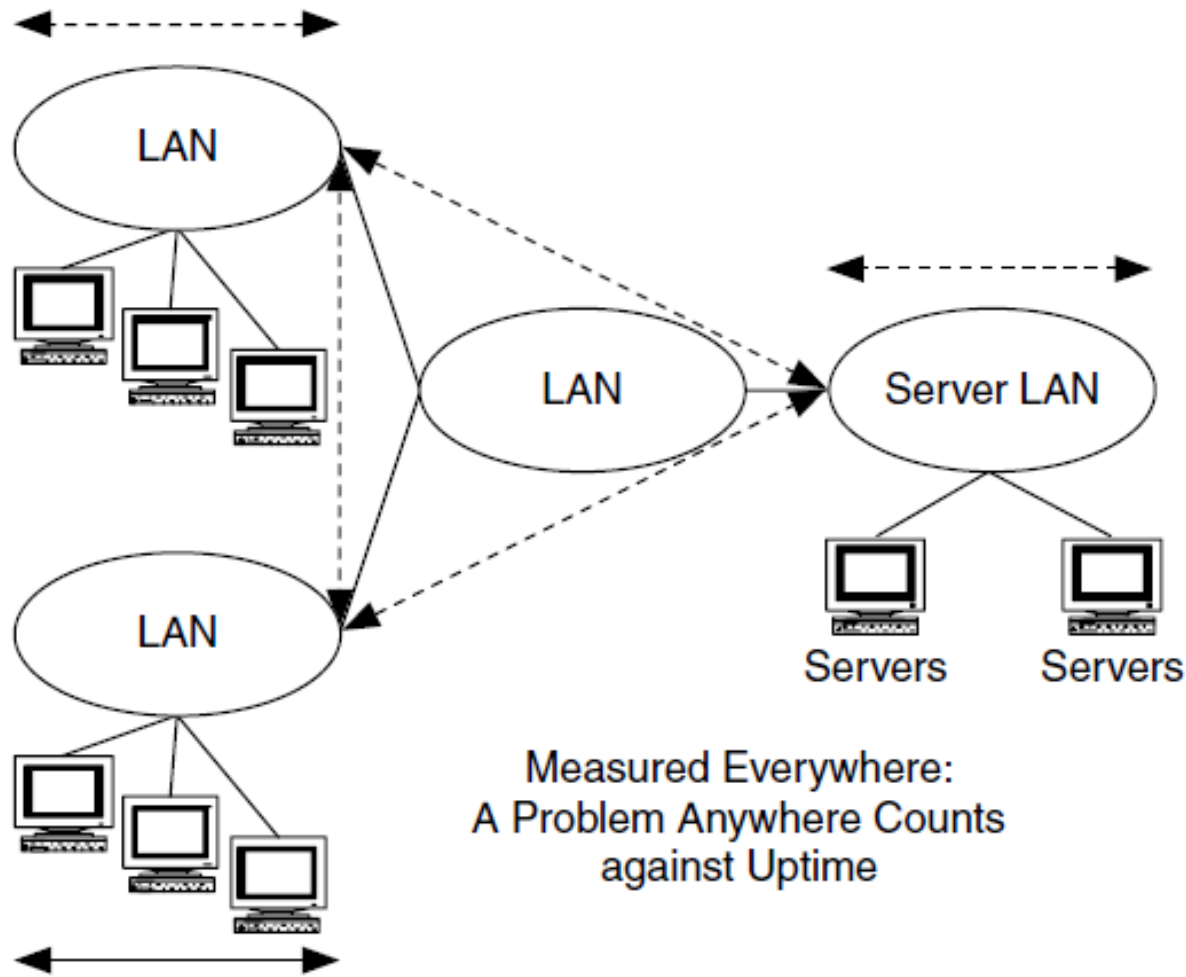 LAN
LAN
Server LAN
LAN
Servers
Servers
Measured Everywhere:
A Problem Anywhere Counts
against Uptime